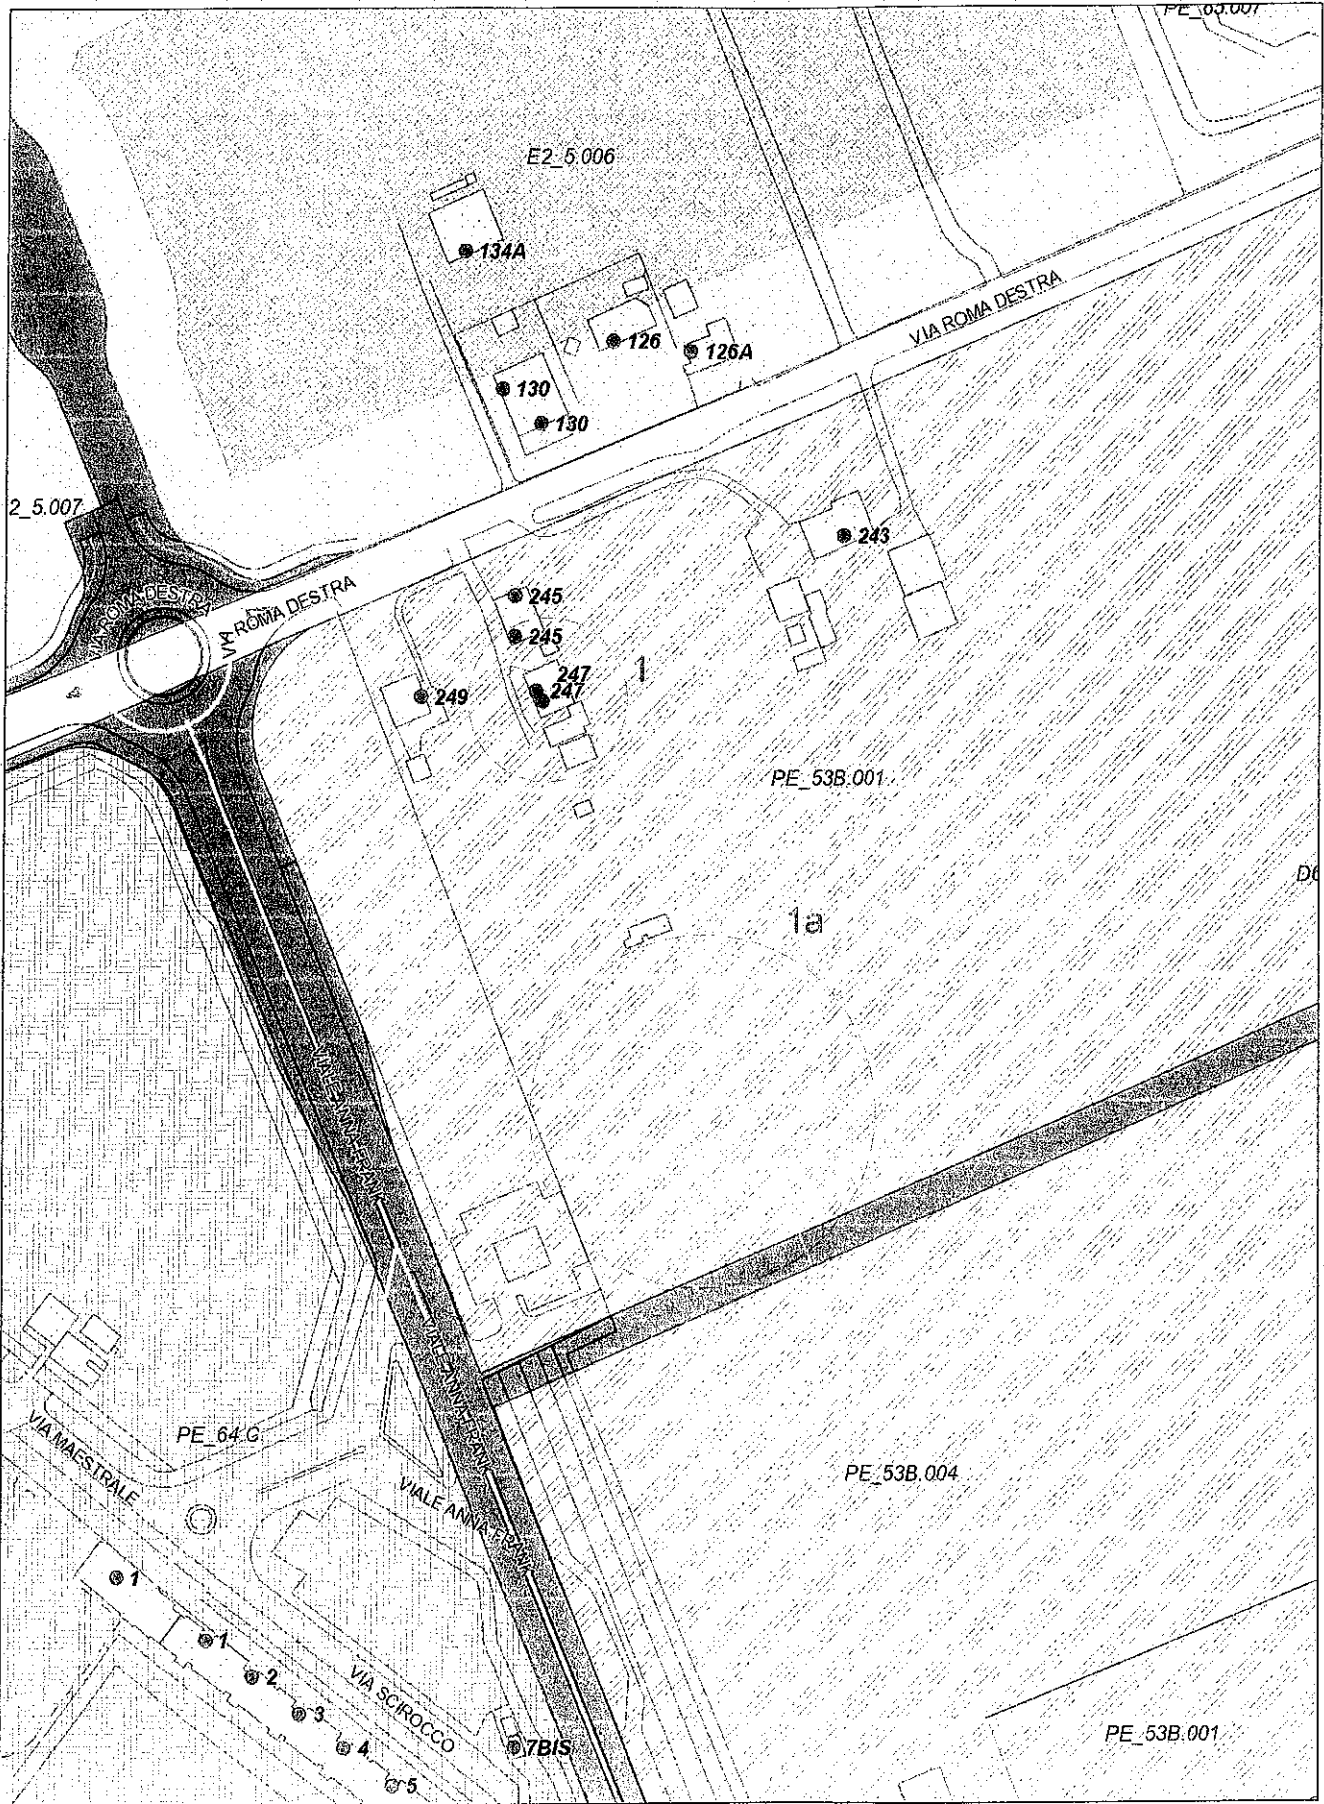 PE_65.007
E2_5.006
134A
126
126A
VIA ROMA DESTRA
130
130
2_5.007
243
VIA ROMA DESTRA
VIA ROMA DESTRA
245
245
247
247
249
1
PE_53B.001
D6
1a
VIALE ANNA FRANK
VIALE ANNA FRANK
VIA MAESTRALE
PE_64.C
VIALE ANNA FRANK
PE_53B.004
1
1
2
3
4
5
VIA SCIROCCO
7BIS
PE_53B.001